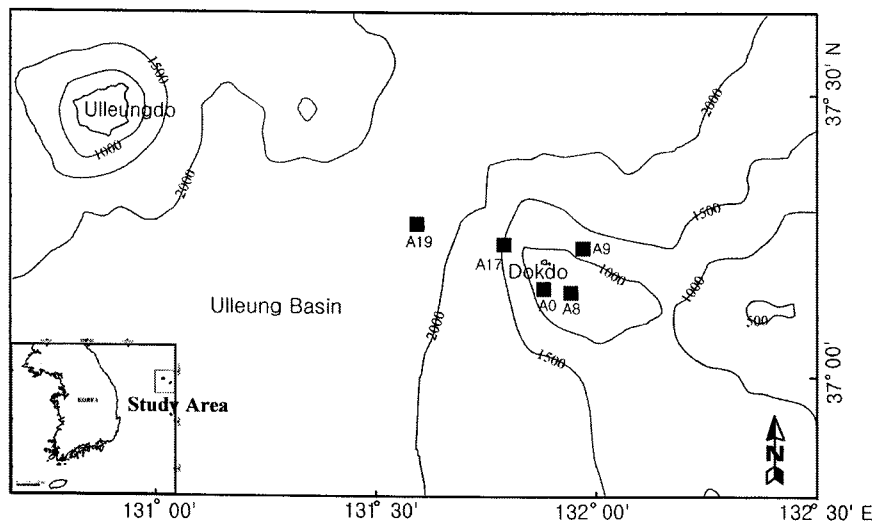 1500
Ulleungdo
1000
2000
2000
37° 30' N
1500
A19
A17
A9
Dokdo
1000
1000
A0
A8
500
Ulleung Basin
2000
1500
37° 00'
KOREA
Study Area
N
131° 00'
131° 30'
132° 00'
132° 30' E